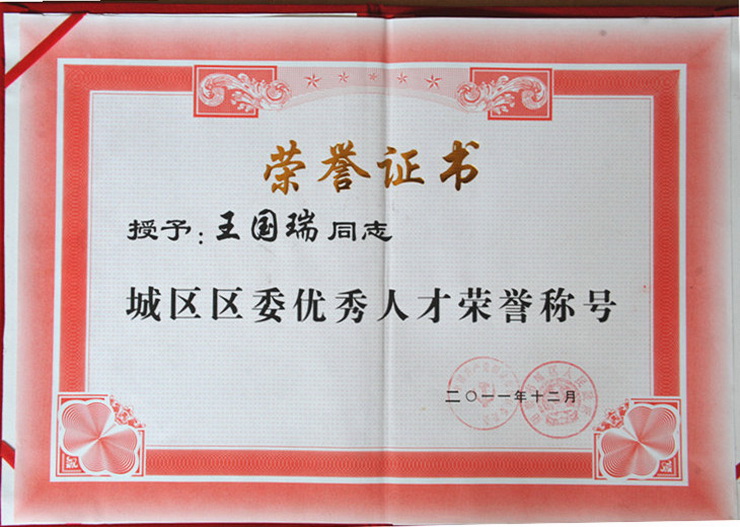 荣誉证书
授予：王国瑞同志
城区区委优秀人才荣誉称号
二〇一一年十二月